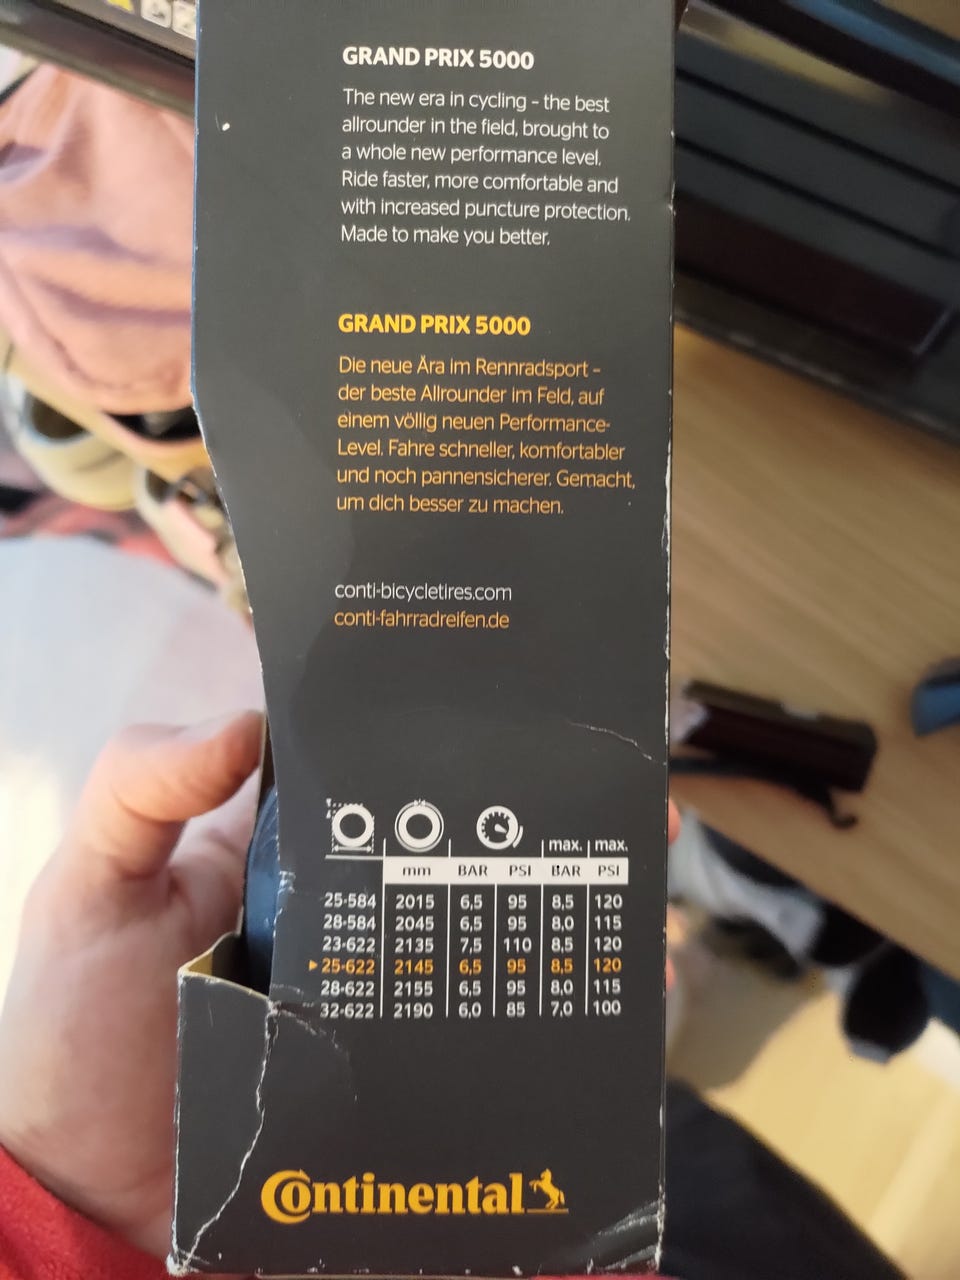 GRAND PRIX 5000
The new era in cycling – the best
allrounder in the field, brought to
a whole new performance level.
Ride faster, more comfortable and
with increased puncture protection.
Made to make you better.
GRAND PRIX 5000
Die neue Ära im Rennradsport –
der beste Allrounder im Feld, auf
einem völlig neuen Performance-
Level. Fahre schneller, komfortabler
und noch pannensicherer. Gemacht,
um dich besser zu machen.
conti-bicycletires.com
conti-fahrradreifen.de
max. max.
mm BAR PSI BAR PSI
25-584 2015 6,5 95 8,5 120
28-584 2045 6,5 95 8,0 115
23-622 2135 7,5 110 8,5 120
25-622 2145 6,5 95 8,5 120
28-622 2155 6,5 95 8,0 115
32-622 2190 6,0 85 7,0 100
Continental